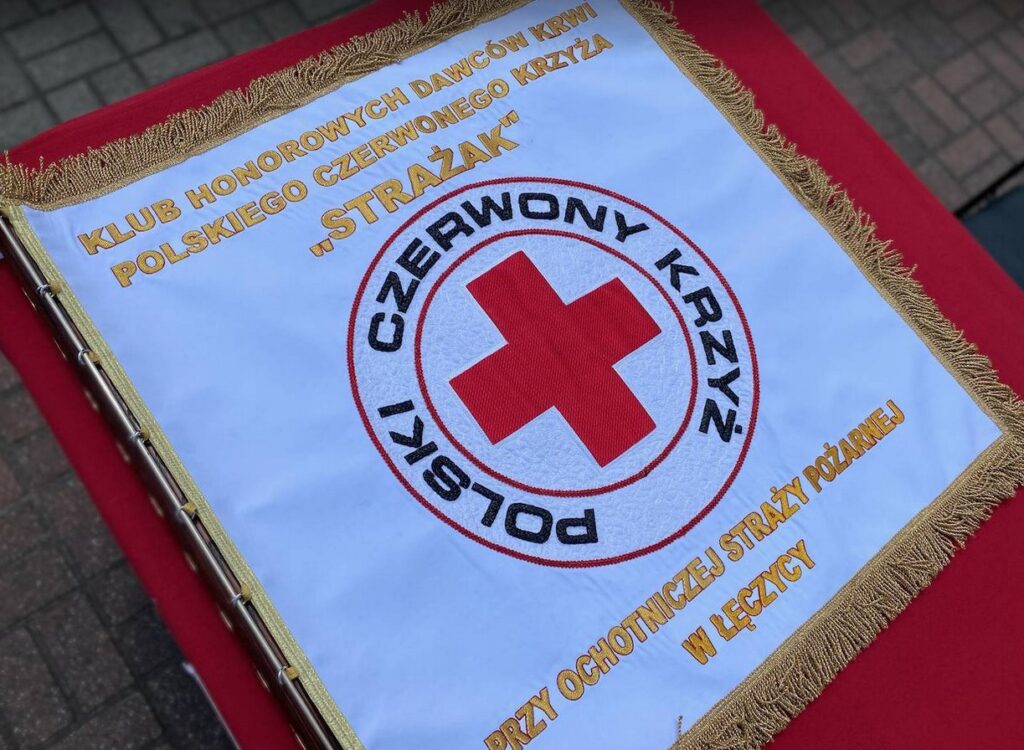 KLUB HONOROWYCH DAWCÓW KRWI
POLSKIEGO CZERWONEGO KRZYŻA
„STRAŻAK"
POLSKI CZERWONY KRZYŻ
PRZY OCHOTNICZEJ STRAŻY POŻARNEJ
W ŁĘCZYCY